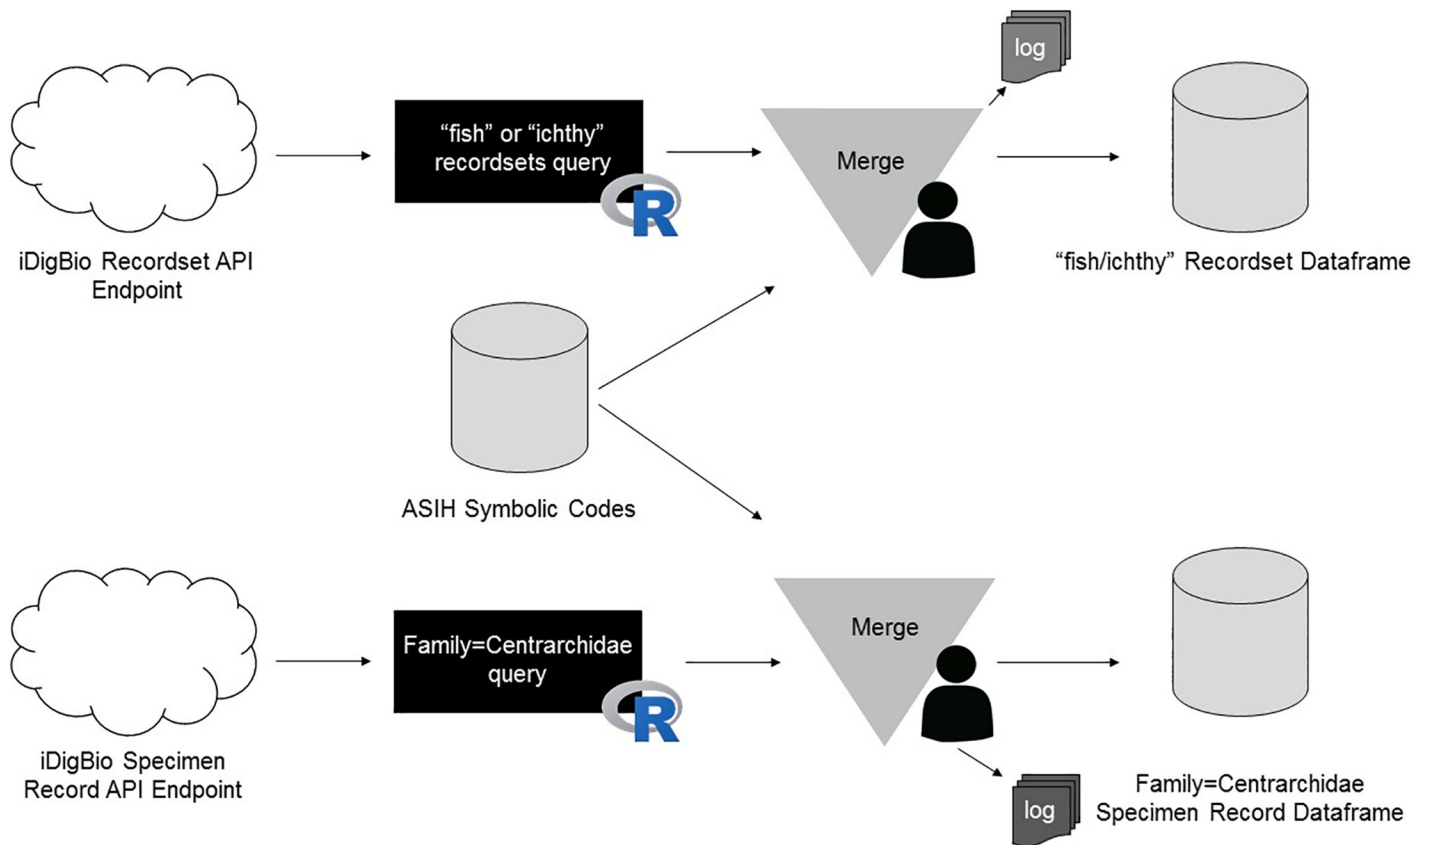 log
“fish” or “ichthy”
recordsets query
R
Merge
iDigBio Recordset API
Endpoint
“fish/ichthy” Recordset Dataframe
ASIH Symbolic Codes
Family=Centrarchidae
query
R
Merge
iDigBio Specimen
Record API Endpoint
log
Family=Centrarchidae
Specimen Record Dataframe